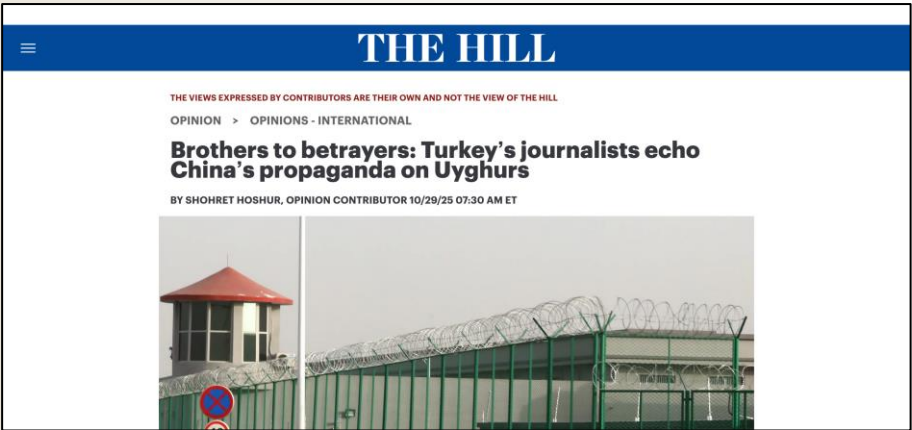 THE HILL
THE VIEWS EXPRESSED BY CONTRIBUTORS ARE THEIR OWN AND NOT THE VIEW OF THE HILL
OPINION > OPINIONS - INTERNATIONAL
Brothers to betrayers: Turkey's journalists echo
China's propaganda on Uyghurs
BY SHOHRET HOSHUR, OPINION CONTRIBUTOR 10/29/25 07:30 AM ET